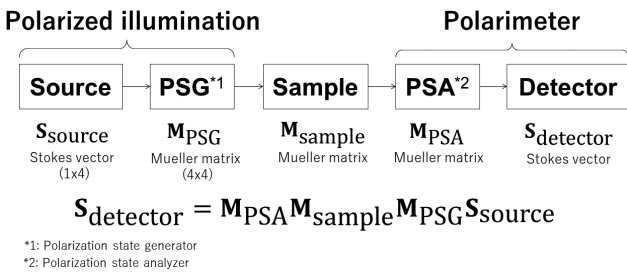 Polarized illumination Polarimeter
Source PSG*1 Sample PSA*2 Detector
Ssource MPSG Msample MPSA Sdetector
Stokes vector Mueller matrix Mueller matrix Mueller matrix Stokes vector
(1x4) (4x4)
Sdetector = MPSAMsampleMPSGSsource
*1: Polarization state generator
*2: Polarization state analyzer